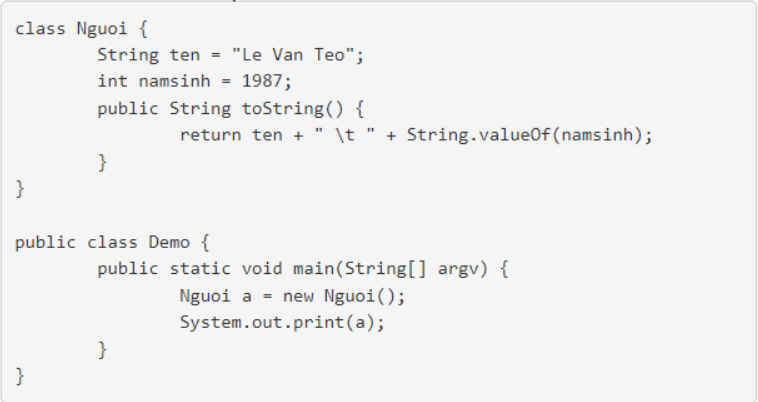 class Nguoi {
        String ten = "Le Van Teo";
        int namsinh = 1987;
        public String toString() {
                return ten + " \t " + String.valueOf(namsinh);
        }
}

public class Demo {
        public static void main(String[] argv) {
                Nguoi a = new Nguoi();
                System.out.print(a);
        }
}